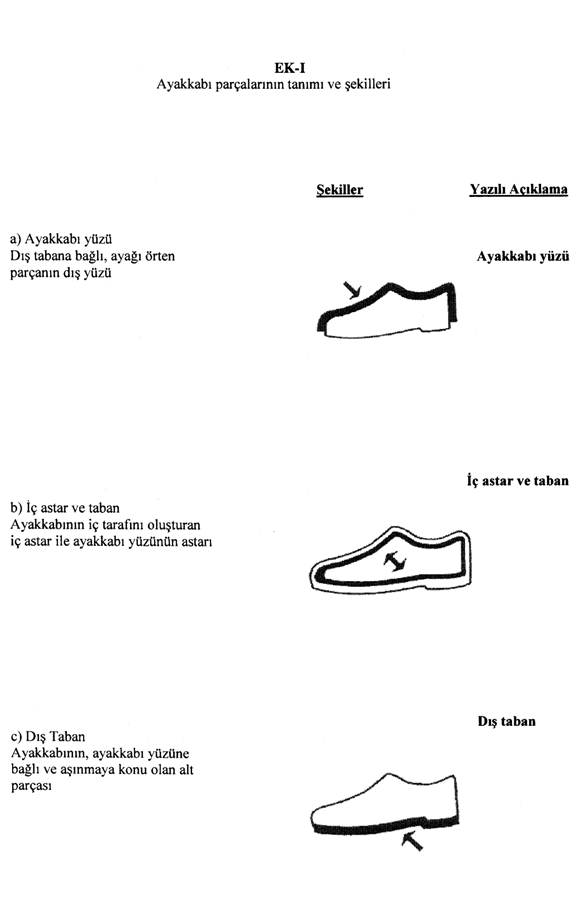 EK-I
Ayakkabı parçalarının tanımı ve şekilleri
Şekiller
Yazılı Açıklama
a) Ayakkabı yüzü
Dış tabana bağlı, ayağı örten
parçanın dış yüzü
Ayakkabı yüzü
İç astar ve taban
b) İç astar ve taban
Ayakkabının iç tarafını oluşturan
iç astar ile ayakkabı yüzünün astarı
Dış taban
c) Dış Taban
Ayakkabının, ayakkabı yüzüne
bağlı ve aşınmaya konu olan alt
parçası